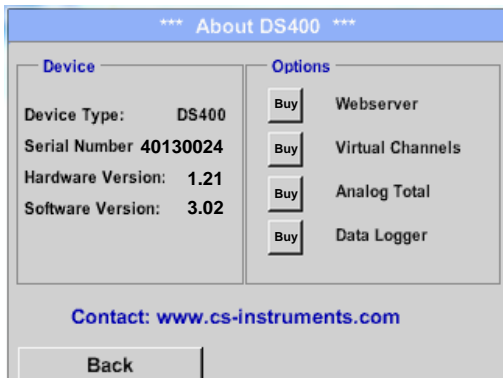 *** About DS400 ***
Device
Device Type: DS400
Serial Number 40130024
Hardware Version: 1.21
Software Version: 3.02
Options
Buy Webserver
Buy Virtual Channels
Buy Analog Total
Buy Data Logger
Contact: www.cs-instruments.com
Back